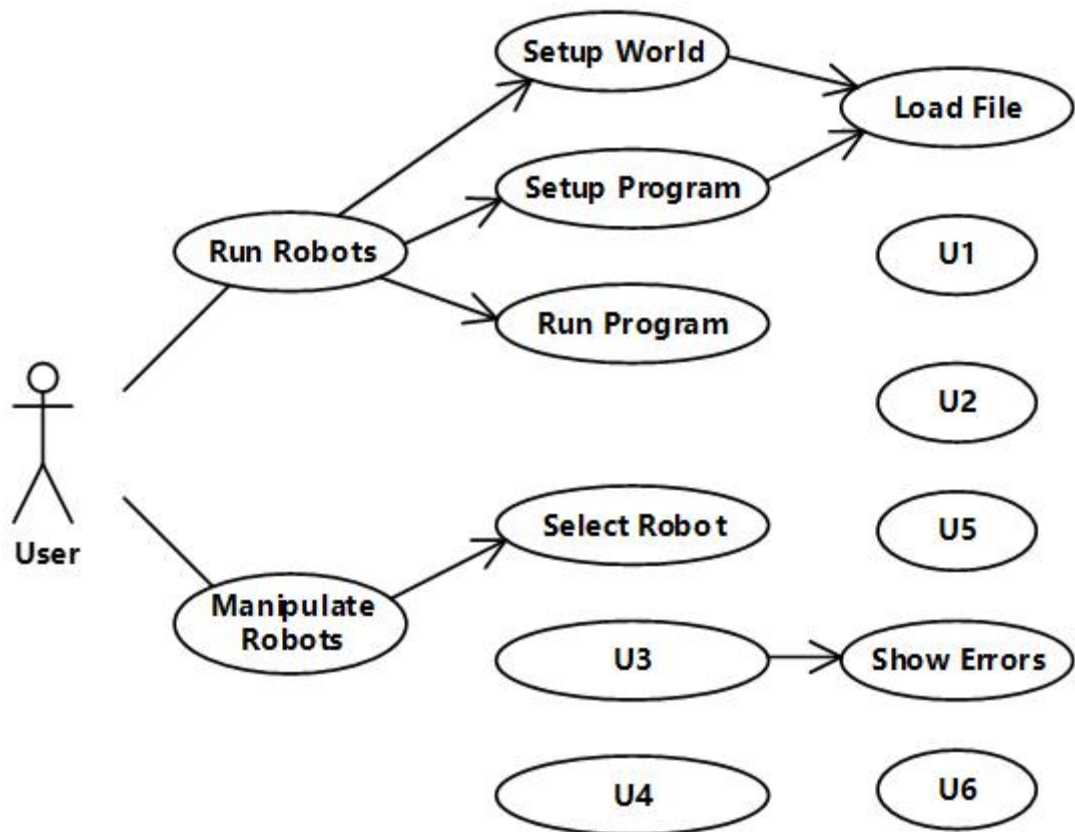 Setup World
Load File
Setup Program
Run Robots
U1
Run Program
U2
User
Select Robot
U5
Manipulate
Robots
U3
Show Errors
U4
U6